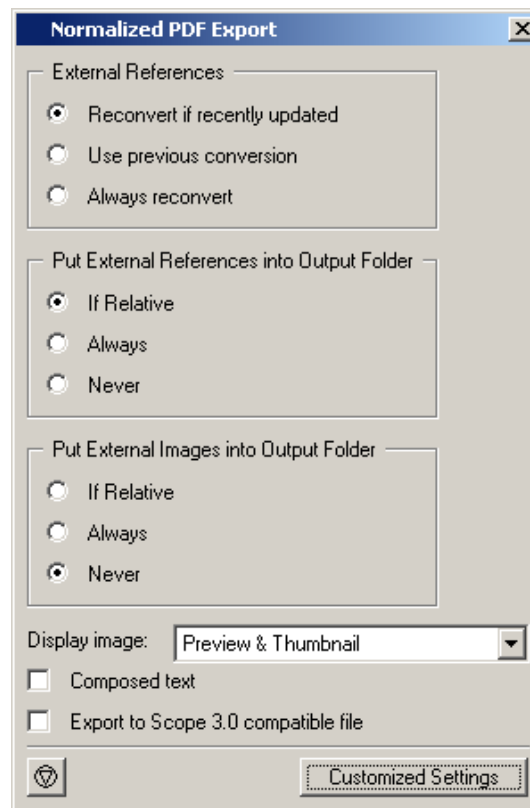 Normalized PDF Export
External References
Reconvert if recently updated
Use previous conversion
Always reconvert
Put External References into Output Folder
If Relative
Always
Never
Put External Images into Output Folder
If Relative
Always
Never
Display image: Preview & Thumbnail
Composed text
Export to Scope 3.0 compatible file
Customized Settings